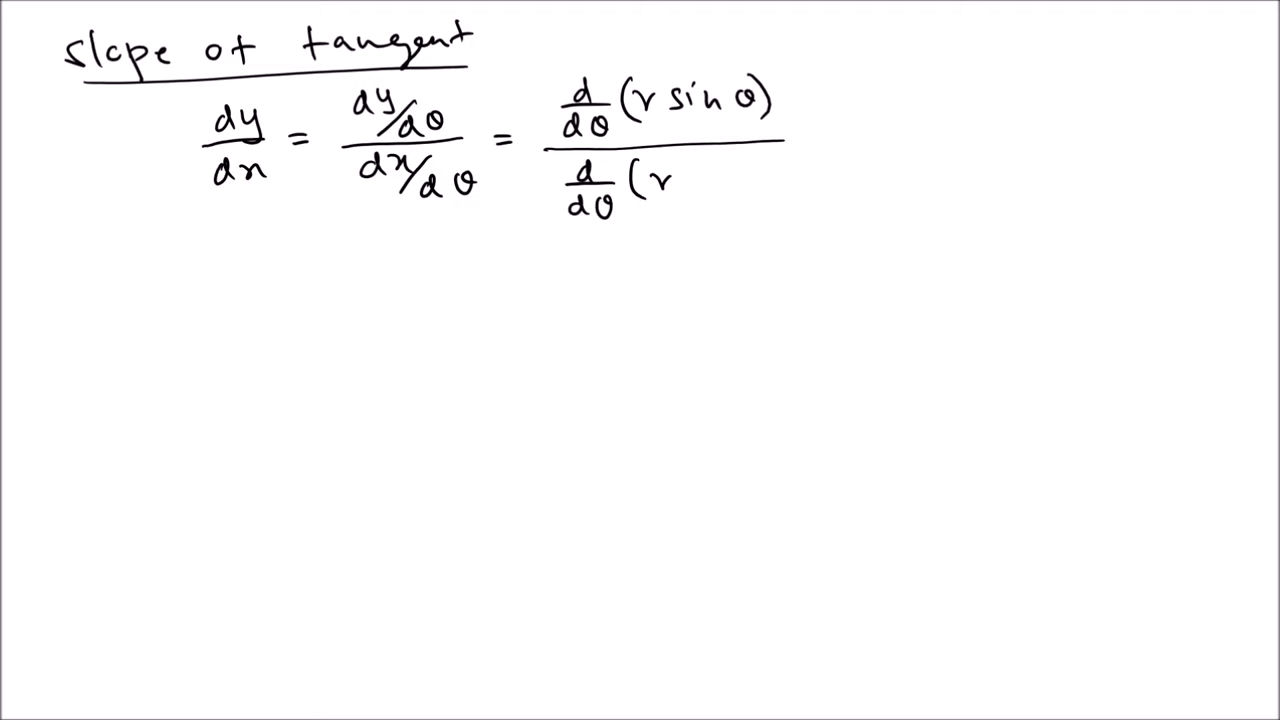 Slope of tangent
dy/dx = (dy/dθ)/(dx/dθ) = (d/dθ (r sin θ))/(d/dθ (r